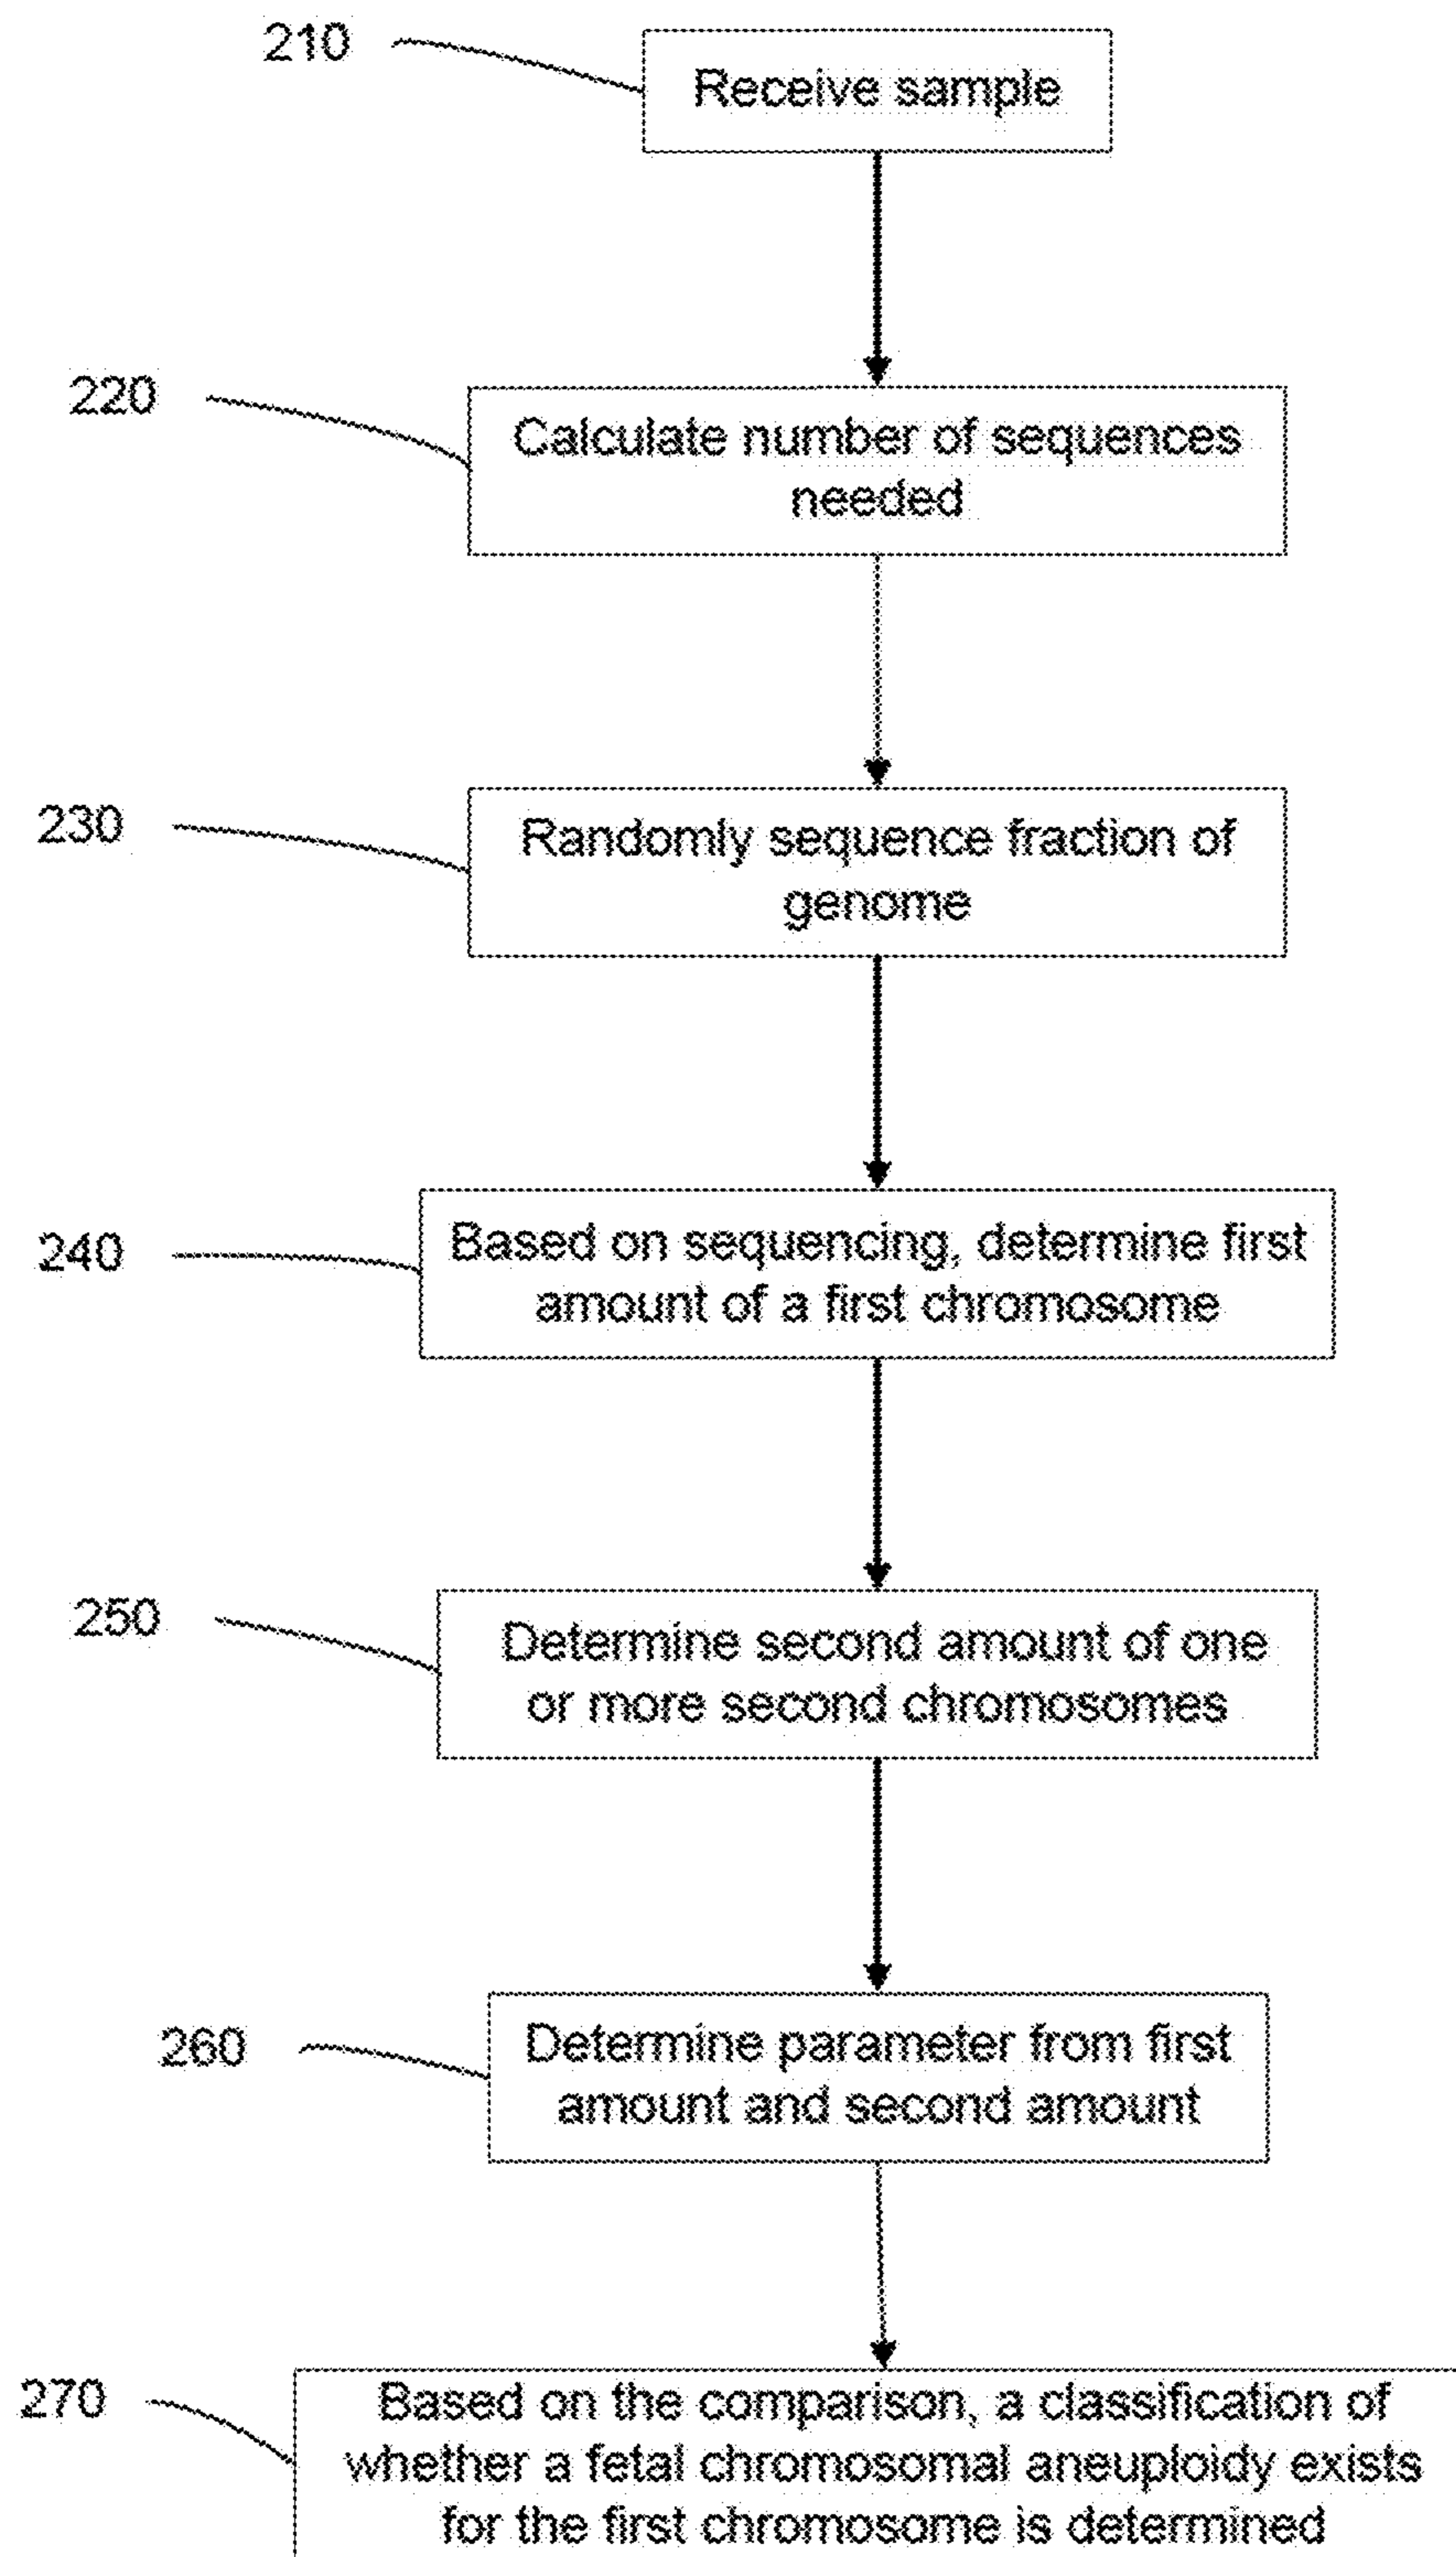 210
Receive sample
220
Calculate number of sequences
needed
230
Randomly sequence fraction of
genome
240
Based on sequencing, determine first
amount of a first chromosome
250
Determine second amount of one
or more second chromosomes
260
Determine parameter from first
amount and second amount
270
Based on the comparison, a classification of
whether a fetal chromosomal aneuploidy exists
for the first chromosome is determined